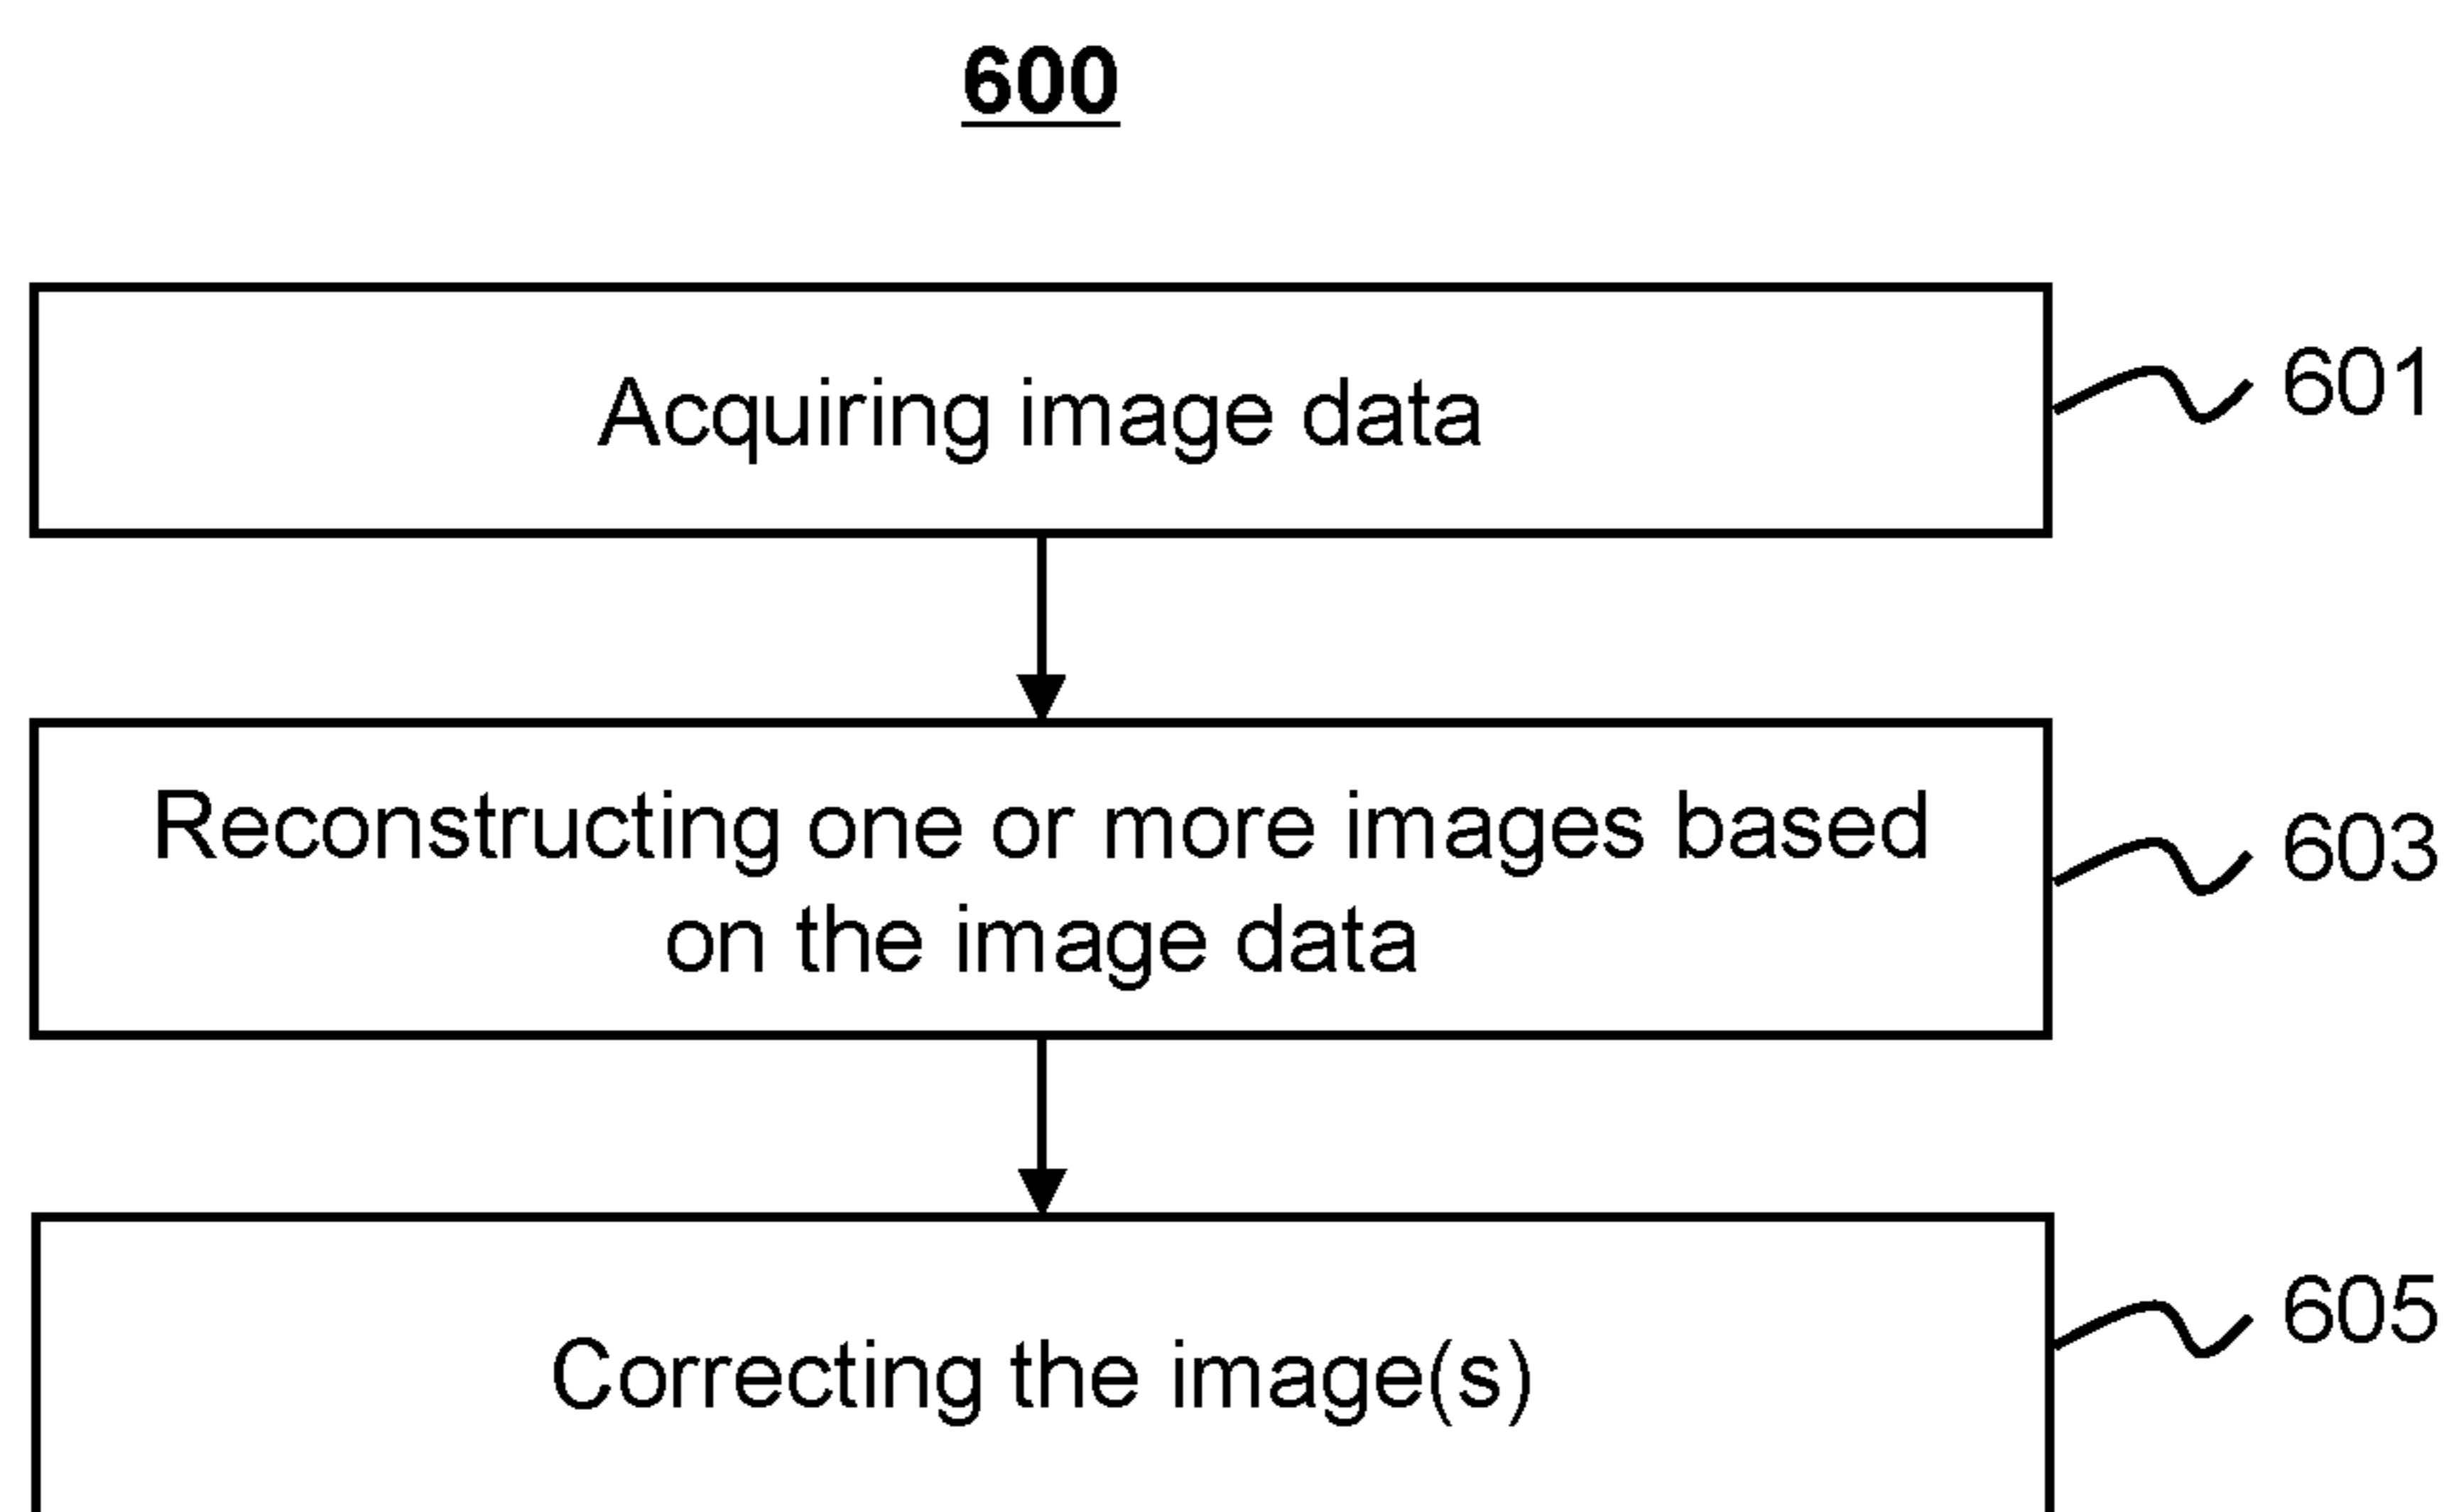 600
Acquiring image data
601
Reconstructing one or more images based
on the image data
603
Correcting the image(s)
605